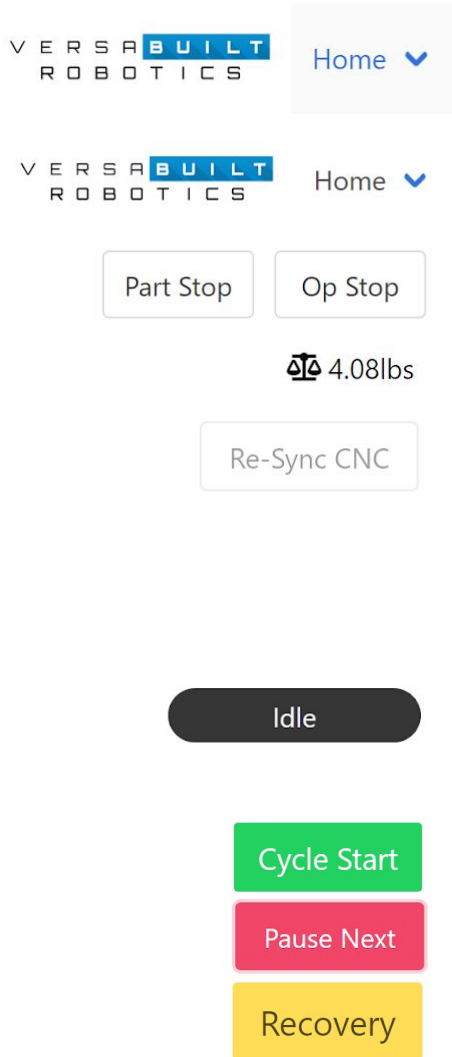 VERSABUILT
ROBOTICS
Home
VERSABUILT
ROBOTICS
Home
Part Stop Op Stop
4.08lbs
Re-Sync CNC
Idle
Cycle Start
Pause Next
Recovery